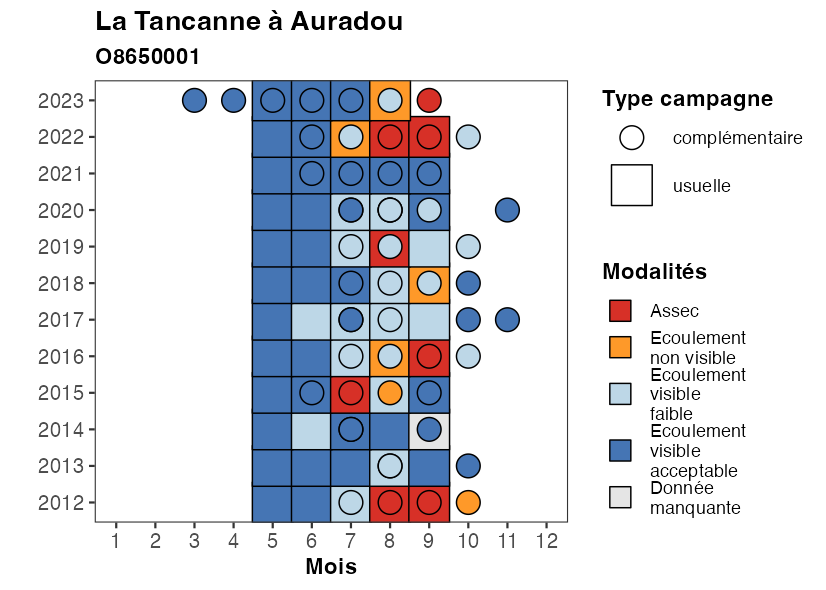 La Tancanne à Auradou
O8650001
2023
2022
2021
2020
2019
2018
2017
2016
2015
2014
2013
2012
1 2 3 4 5 6 7 8 9 10 11 12
Mois
Type campagne
complémentaire
usuelle
Modalités
Assec
Ecoulement
non visible
Ecoulement
visible
faible
Ecoulement
visible
acceptable
Donnée
manquante